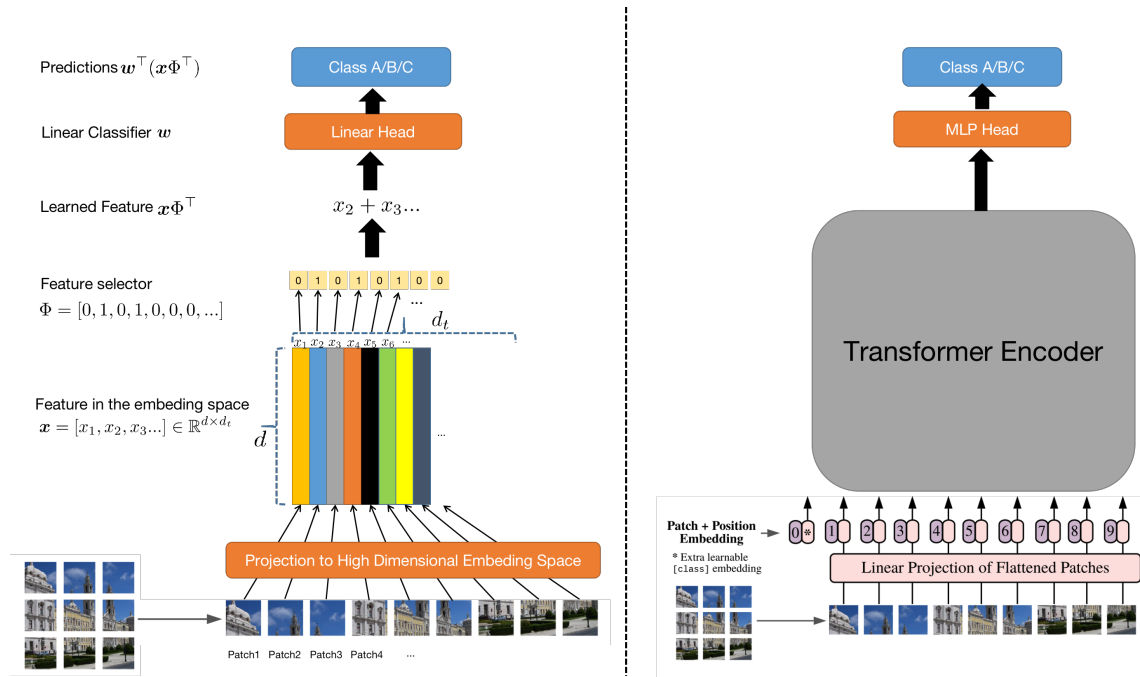 Predictions w⊤(xΦ⊤)
Class A/B/C
Linear Classifier w
Linear Head
Learned Feature xΦ⊤
x2 + x3...
Feature selector
Φ = [0, 1, 0, 1, 0, 0, 0, ...]
0 1 0 1 0 1 0 0
...
dt
x1 x2 x3 x4 x5 x6 ...
Feature in the embeding space
x = [x1, x2, x3...] ∈ ℝd×dt
d
...
Projection to High Dimensional Embeding Space
Patch1 Patch2 Patch3 Patch4 ...
Class A/B/C
MLP Head
Transformer Encoder
Patch + Position
Embedding
0 * 1 2 3 4 5 6 7 8 9
* Extra learnable
[class] embedding
Linear Projection of Flattened Patches